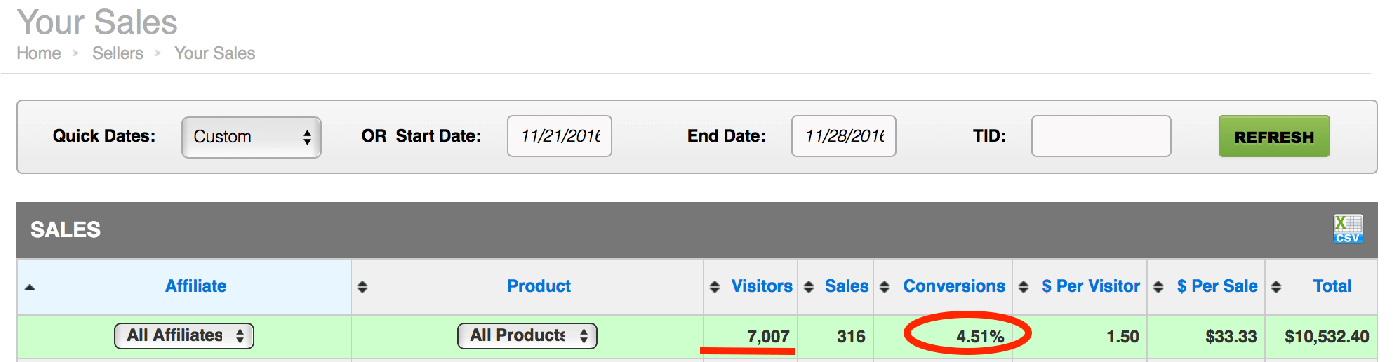 Your Sales
Home Sellers Your Sales
Quick Dates: Custom OR Start Date: 11/21/2016 End Date: 11/28/2016 TID: REFRESH
SALES X CSV
Affiliate Product Visitors Sales Conversions $ Per Visitor $ Per Sale Total
All Affiliates All Products 7,007 316 4.51% 1.50 $33.33 $10,532.40